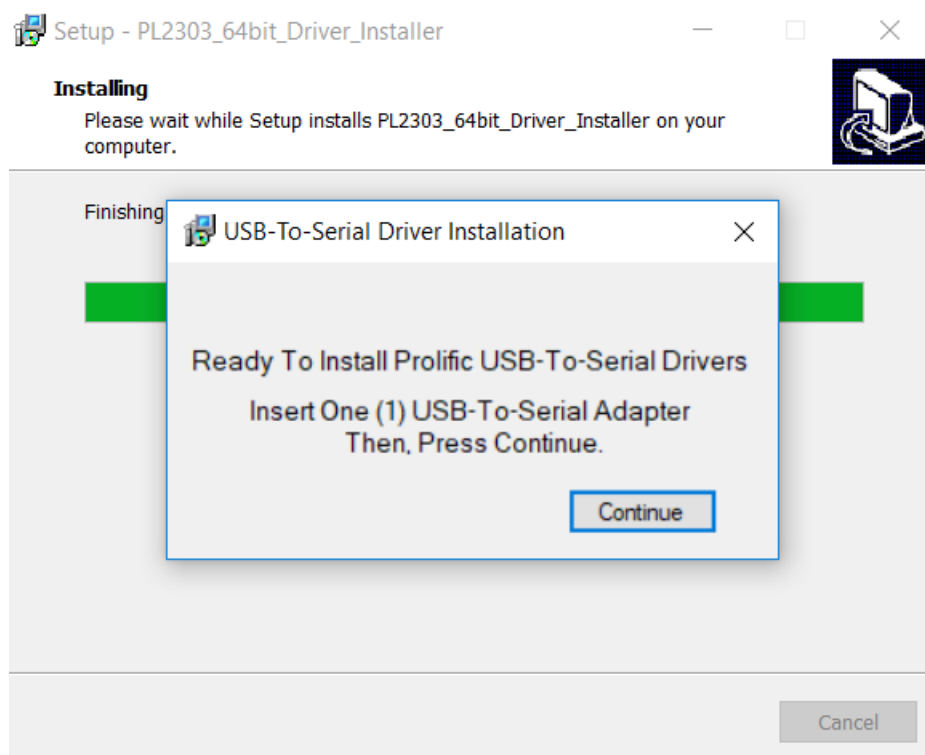 Setup - PL2303_64bit_Driver_Installer
Installing
Please wait while Setup installs PL2303_64bit_Driver_Installer on your
computer.
Finishing
USB-To-Serial Driver Installation
Ready To Install Prolific USB-To-Serial Drivers
Insert One (1) USB-To-Serial Adapter
Then, Press Continue.
Continue
Cancel